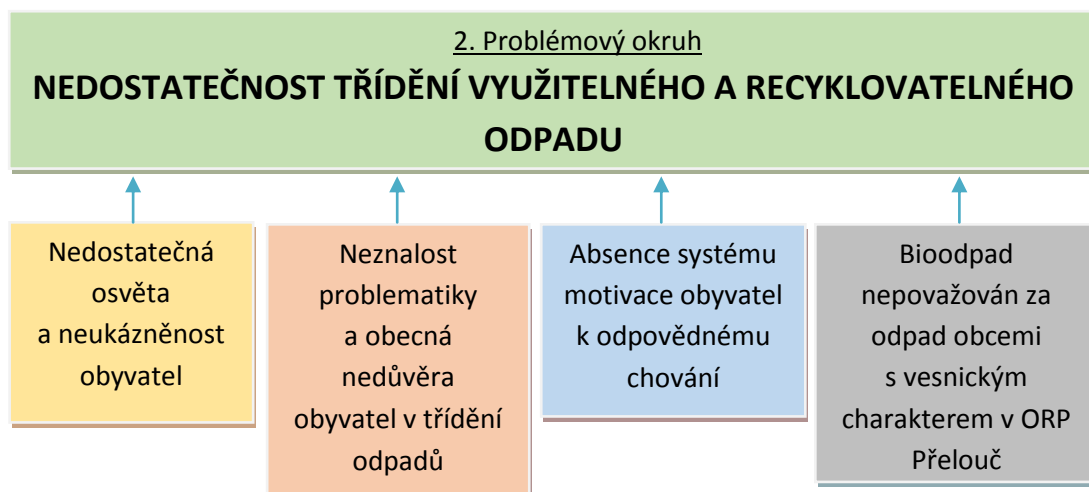 2. Problémový okruh
NEDOSTATEČNOST TŘÍDĚNÍ VYUŽITELNÉHO A RECYKLOVATELNÉHO
ODPADU
Nedostatečná
osvěta
a neukázněnost
obyvatel
Neznalost
problematiky
a obecná
nedůvěra
obyvatel v třídění
odpadů
Absence systému
motivace obyvatel
k odpovědnému
chování
Bioodpad
nepovažován za
odpad obcemi
s vesnickým
charakterem v ORP
Přelouč